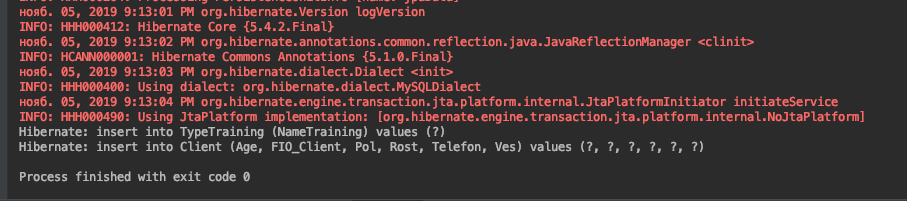 нояб. 05, 2019 9:13:01 PM org.hibernate.Version logVersion
INFO: HHH000412: Hibernate Core {5.4.2.Final}
нояб. 05, 2019 9:13:02 PM org.hibernate.annotations.common.reflection.java.JavaReflectionManager <clinit>
INFO: HCANN000001: Hibernate Commons Annotations {5.1.0.Final}
нояб. 05, 2019 9:13:03 PM org.hibernate.dialect.Dialect <init>
INFO: HHH000400: Using dialect: org.hibernate.dialect.MySQLDialect
нояб. 05, 2019 9:13:04 PM org.hibernate.engine.transaction.jta.platform.internal.JtaPlatformInitiator initiateService
INFO: HHH000490: Using JtaPlatform implementation: [org.hibernate.engine.transaction.jta.platform.internal.NoJtaPlatform]
Hibernate: insert into TypeTraining (NameTraining) values (?)
Hibernate: insert into Client (Age, FIO_Client, Pol, Rost, Telefon, Ves) values (?, ?, ?, ?, ?, ?)
Process finished with exit code 0